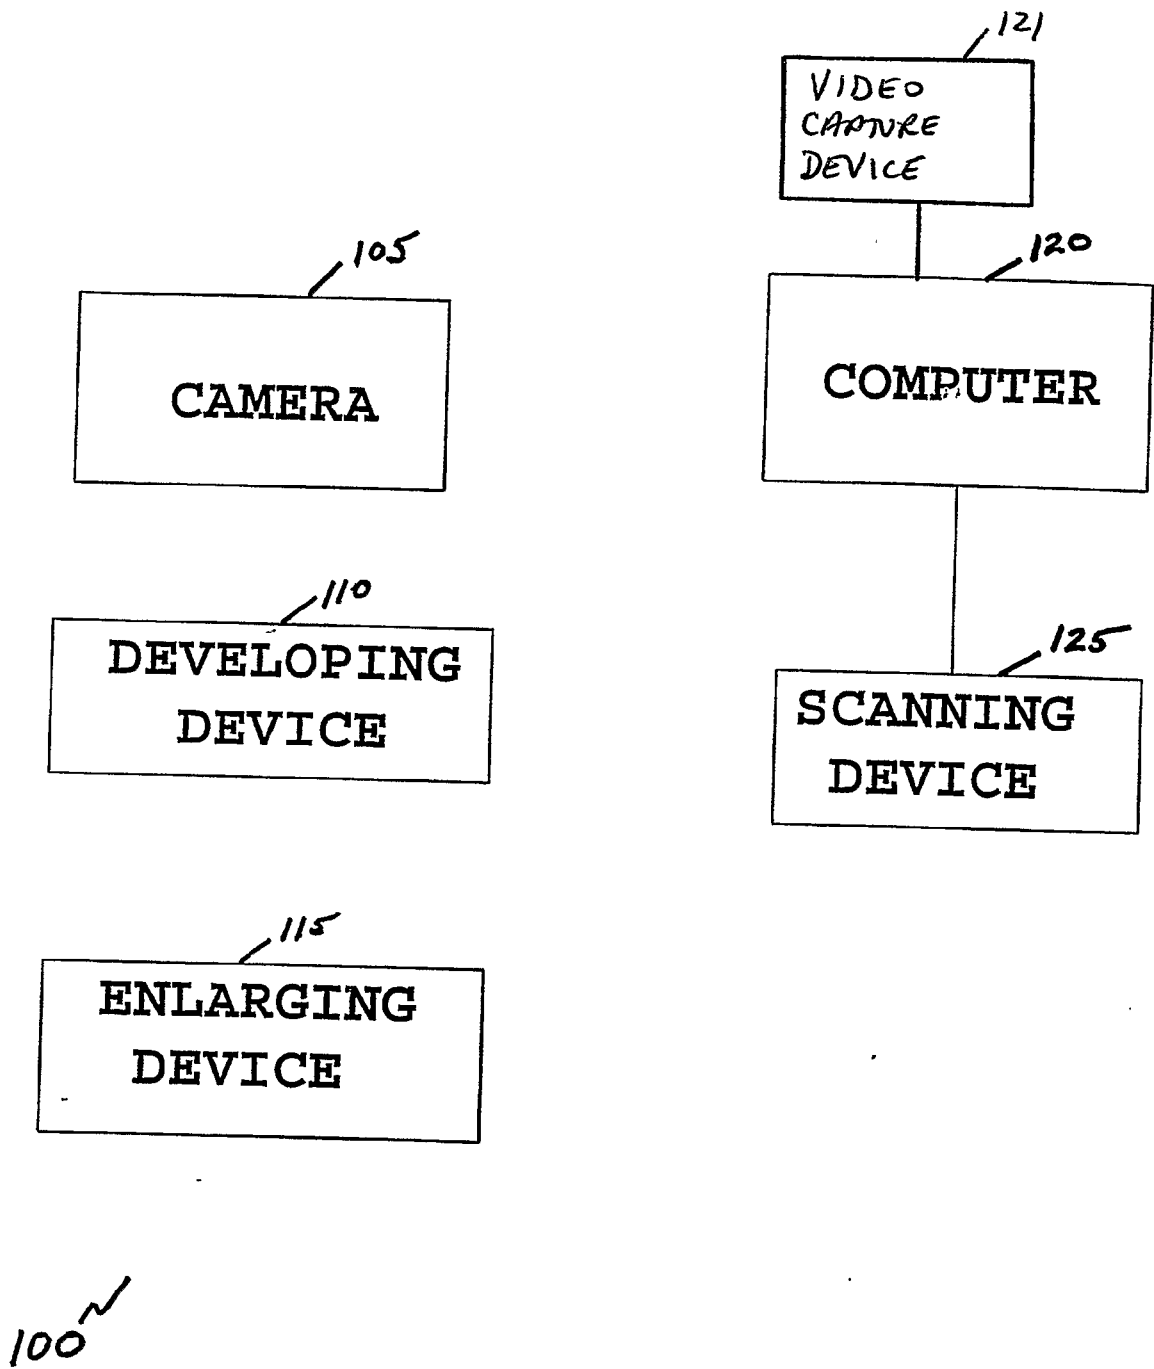 121
VIDEO
CAPTURE
DEVICE
105
120
CAMERA
COMPUTER
110
DEVELOPING
DEVICE
125
SCANNING
DEVICE
115
ENLARGING
DEVICE
100